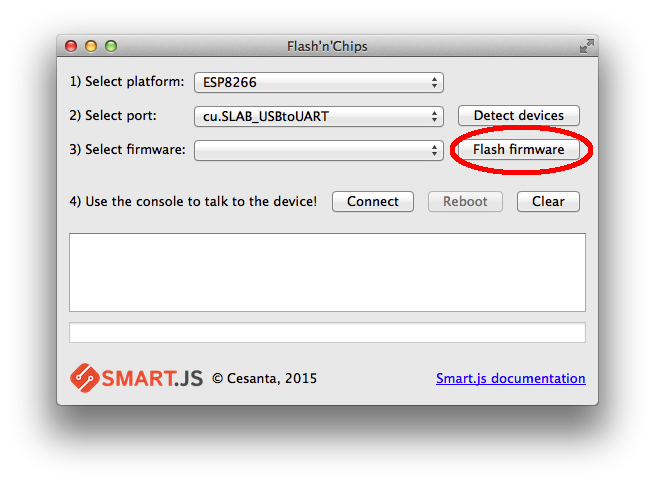 Flash'n'Chips
1) Select platform: ESP8266
2) Select port: cu.SLAB_USBtoUART Detect devices
3) Select firmware: Flash firmware
4) Use the console to talk to the device! Connect Reboot Clear
SMART.JS © Cesanta, 2015 Smart.js documentation